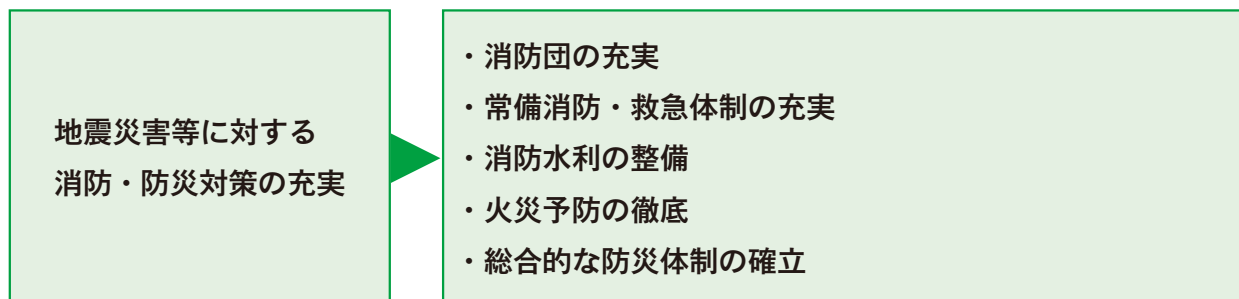 地震災害等に対する
消防・防災対策の充実
・消防団の充実
・常備消防・救急体制の充実
・消防水利の整備
・火災予防の徹底
・総合的な防災体制の確立